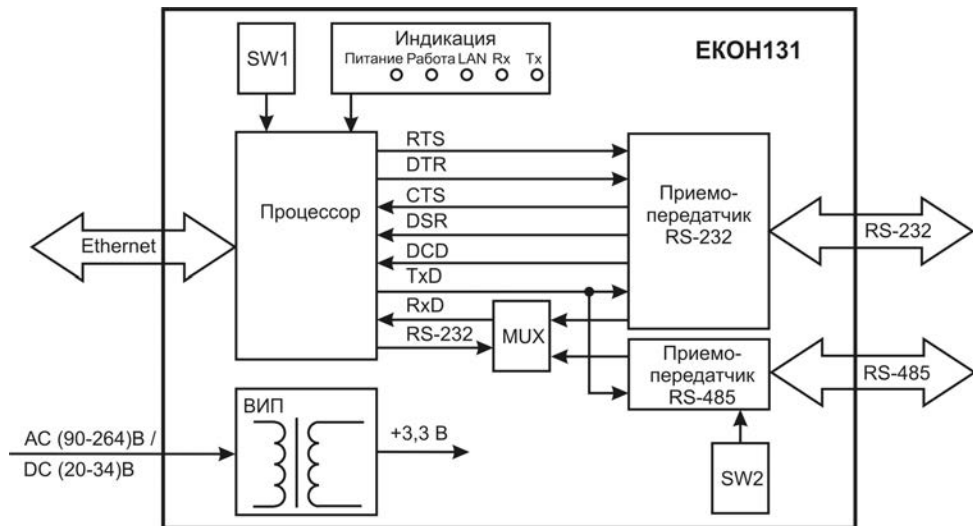 ЕКОН131
SW1
Индикация
Питание Работа LAN Rx Tx
Процессор
RTS
DTR
CTS
DSR
DCD
TxD
RxD
RS-232
Приемо-
передатчик
RS-232
MUX
Приемо-
передатчик
RS-485
Ethernet
RS-232
RS-485
ВИП
+3,3 В
AC (90-264)В /
DC (20-34)В
SW2